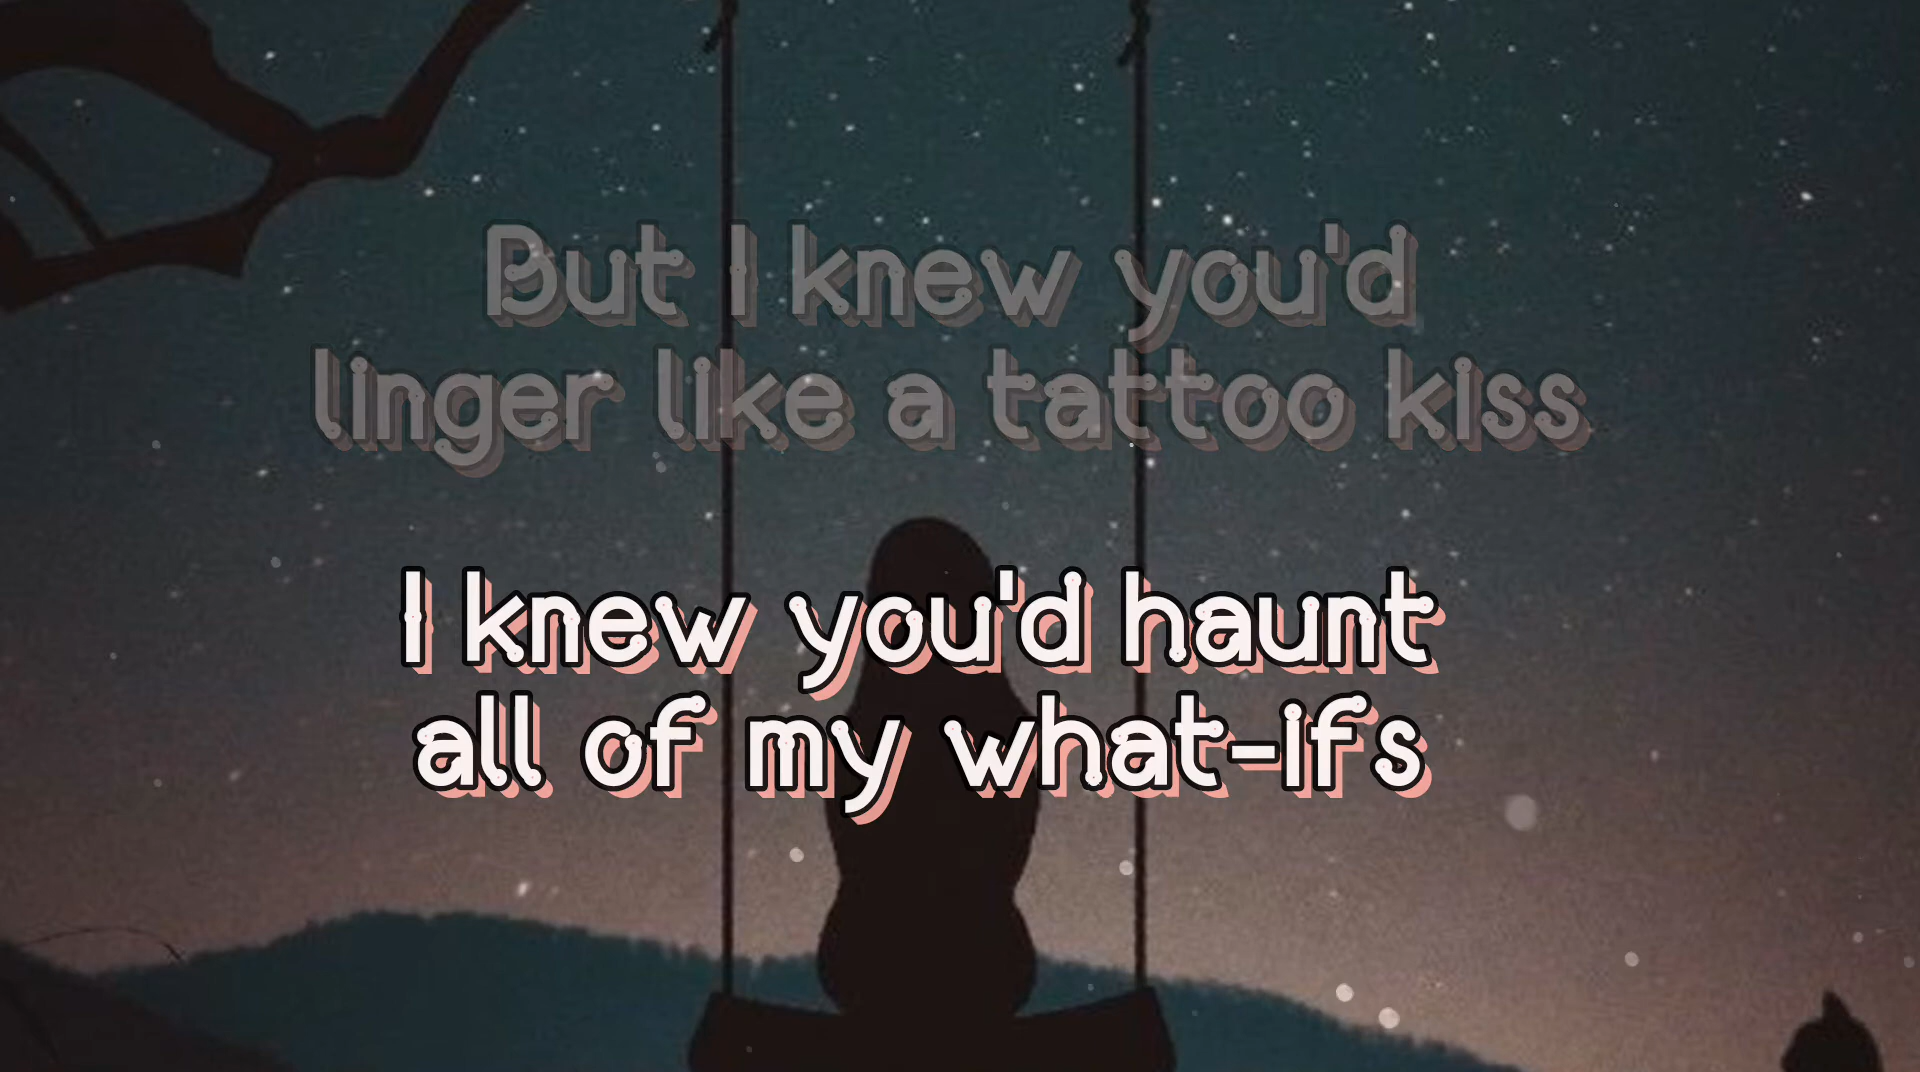 But I knew you'd
linger like a tattoo kiss
I knew you'd haunt
all of my what-ifs